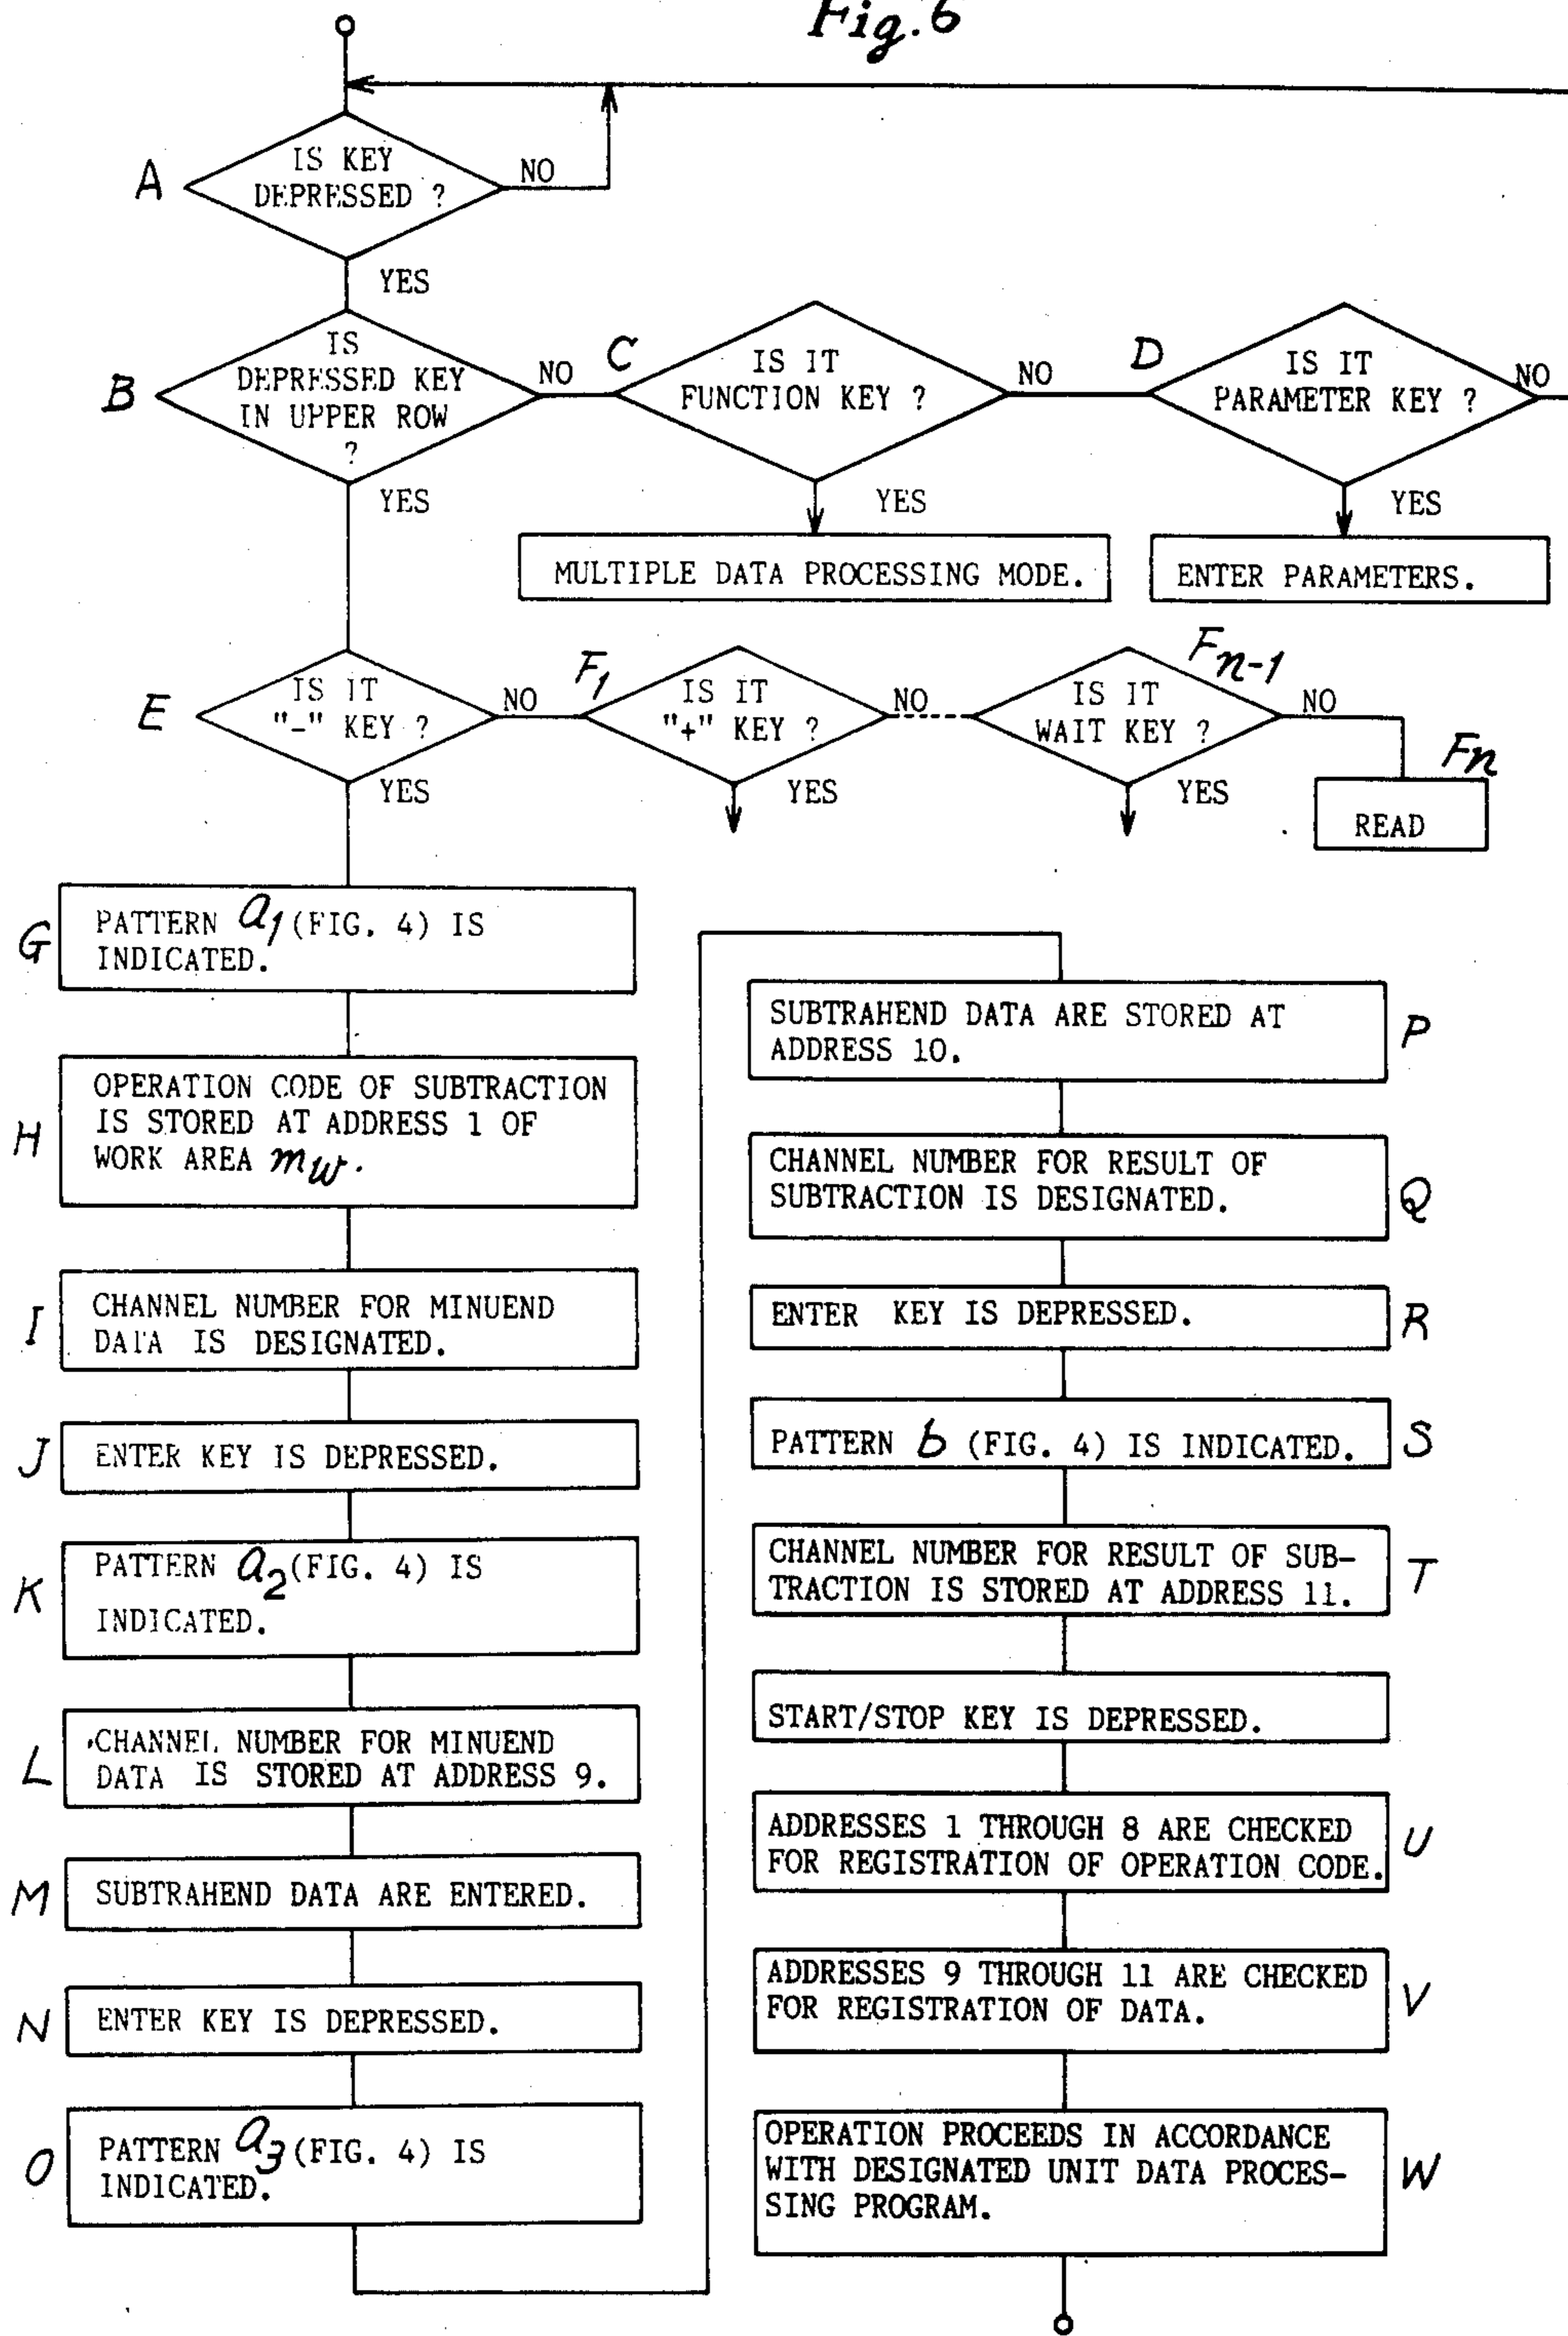 Fig. 6
A
IS KEY
DEPRESSED ?
NO
YES
B
IS
DEPRESSED KEY
IN UPPER ROW
?
NO
YES
C
IS IT
FUNCTION KEY ?
NO
YES
D
IS IT
PARAMETER KEY ?
NO
YES
MULTIPLE DATA PROCESSING MODE.
ENTER PARAMETERS.
E
IS IT
"-" KEY ?
NO
YES
F1
IS IT
"+" KEY ?
NO
YES
Fn-1
IS IT
WAIT KEY ?
NO
YES
Fn
READ
G
PATTERN a1 (FIG. 4) IS
INDICATED.
H
OPERATION CODE OF SUBTRACTION
IS STORED AT ADDRESS 1 OF
WORK AREA mw.
I
CHANNEL NUMBER FOR MINUEND
DATA IS DESIGNATED.
J
ENTER KEY IS DEPRESSED.
K
PATTERN a2 (FIG. 4) IS
INDICATED.
L
CHANNEL NUMBER FOR MINUEND
DATA IS STORED AT ADDRESS 9.
M
SUBTRAHEND DATA ARE ENTERED.
N
ENTER KEY IS DEPRESSED.
O
PATTERN a3 (FIG. 4) IS
INDICATED.
SUBTRAHEND DATA ARE STORED AT
ADDRESS 10.
P
CHANNEL NUMBER FOR RESULT OF
SUBTRACTION IS DESIGNATED.
Q
ENTER KEY IS DEPRESSED.
R
PATTERN b (FIG. 4) IS INDICATED.
S
CHANNEL NUMBER FOR RESULT OF SUB-
TRACTION IS STORED AT ADDRESS 11.
T
START/STOP KEY IS DEPRESSED.
ADDRESSES 1 THROUGH 8 ARE CHECKED
FOR REGISTRATION OF OPERATION CODE.
U
ADDRESSES 9 THROUGH 11 ARE CHECKED
FOR REGISTRATION OF DATA.
V
OPERATION PROCEEDS IN ACCORDANCE
WITH DESIGNATED UNIT DATA PROCES-
SING PROGRAM.
W